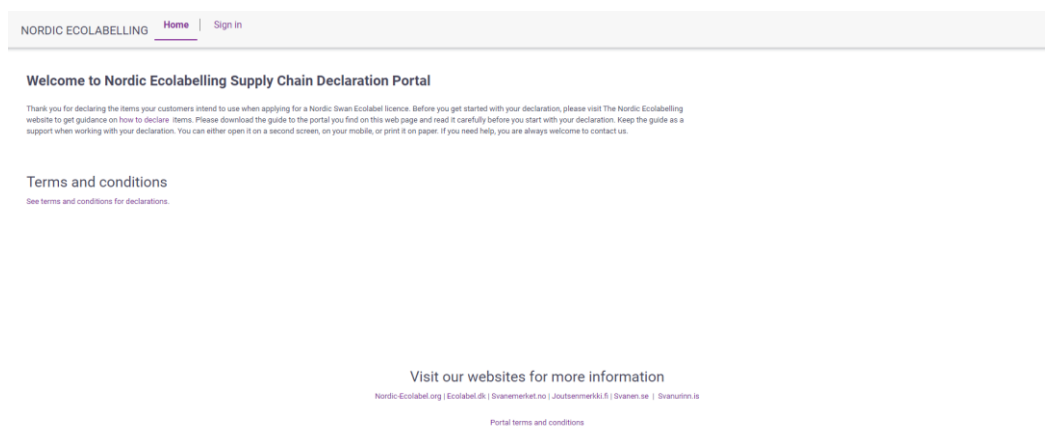 NORDIC ECOLABELLING Home | Sign in
Welcome to Nordic Ecolabelling Supply Chain Declaration Portal
Thank you for declaring the items your customers intend to use when applying for a Nordic Swan Ecolabel licence. Before you get started with your declaration, please visit The Nordic Ecolabelling
website to get guidance on how to declare items. Please download the guide to the portal you find on this web page and read it carefully before you start with your declaration. Keep the guide as a
support when working with your declaration. You can either open it on a second screen, on your mobile, or print it on paper. If you need help, you are always welcome to contact us.
Terms and conditions
See terms and conditions for declarations.
Visit our websites for more information
Nordic-Ecolabel.org | Ecolabel.dk | Svanemerket.no | Joutsenmerkki.fi | Svanen.se | Svanurinn.is
Portal terms and conditions